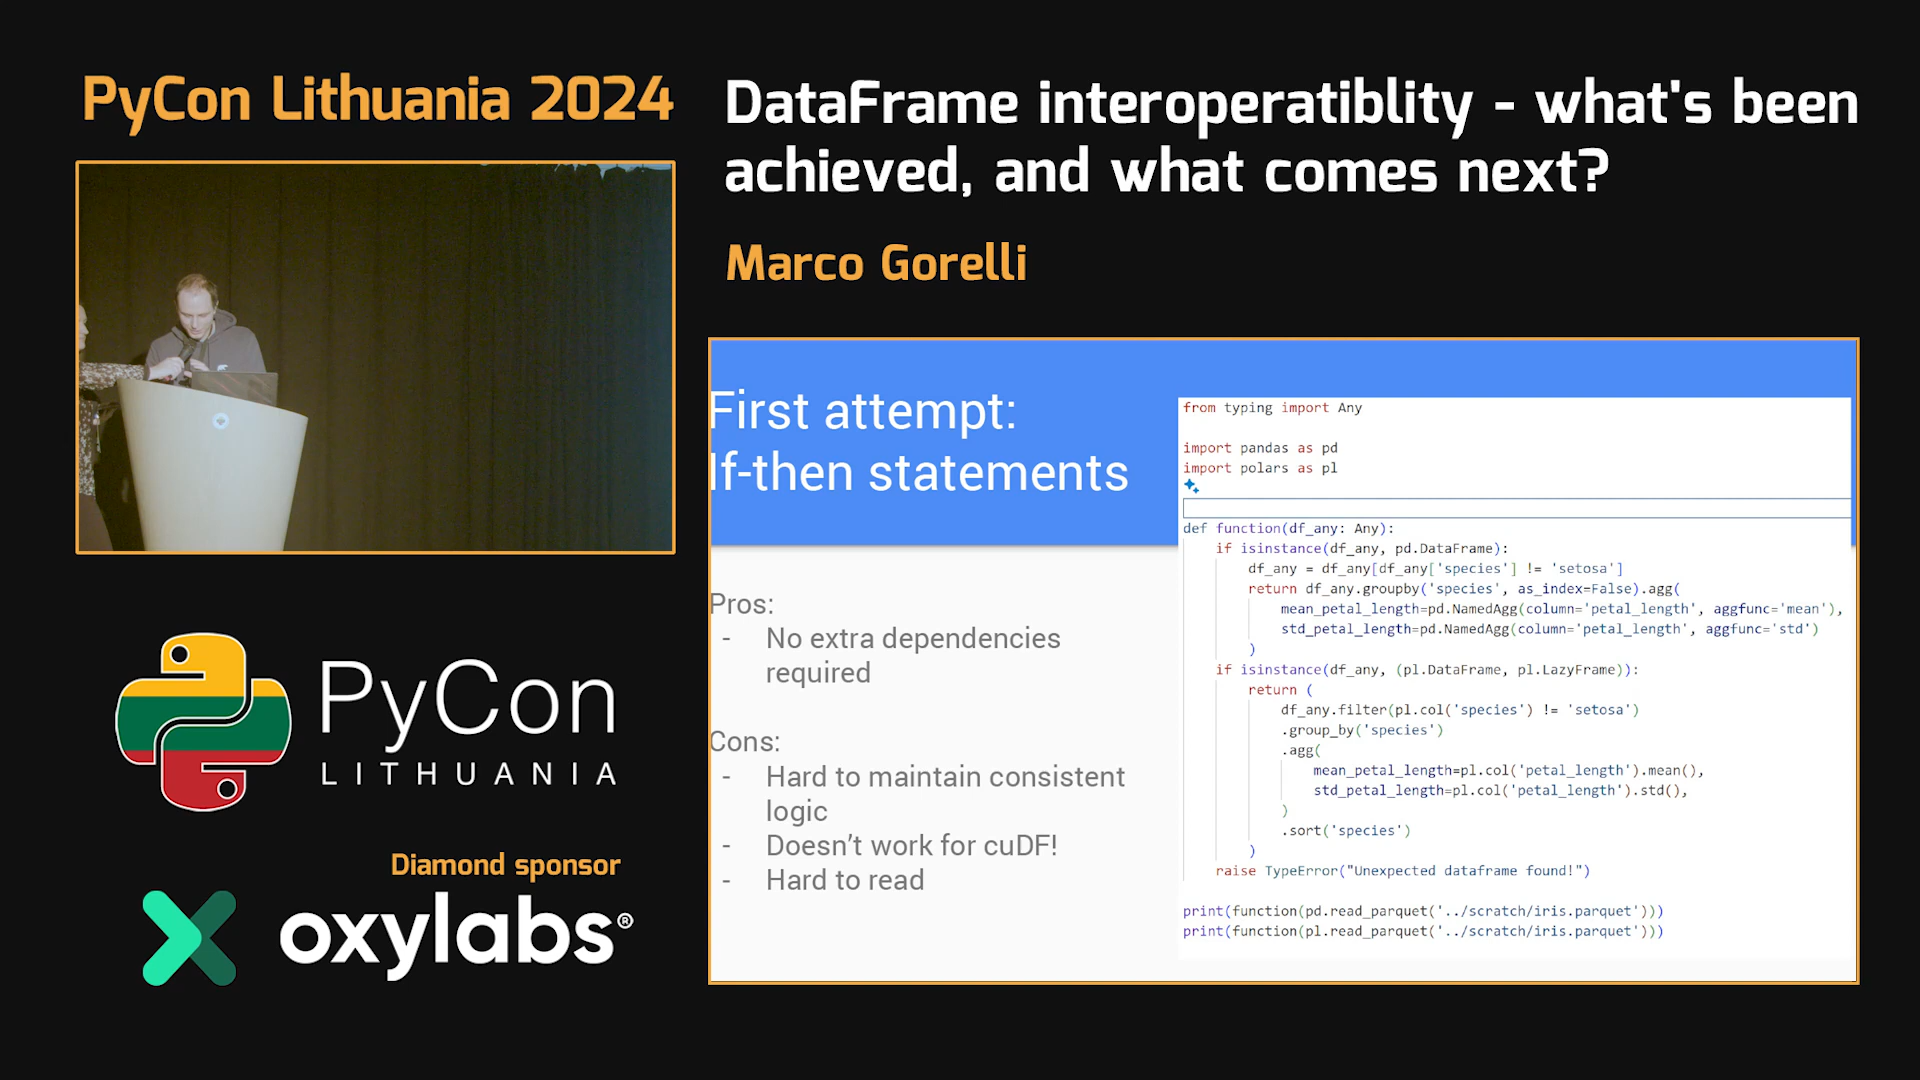 PyCon Lithuania 2024
DataFrame interoperatiblity - what's been
achieved, and what comes next?
Marco Gorelli
First attempt:
If-then statements
Pros:
- No extra dependencies
required
Cons:
- Hard to maintain consistent
logic
- Doesn't work for cuDF!
- Hard to read
from typing import Any
import pandas as pd
import polars as pl
def function(df_any: Any):
if isinstance(df_any, pd.DataFrame):
df_any = df_any[df_any['species'] != 'setosa']
return df_any.groupby('species', as_index=False).agg(
mean_petal_length=pd.NamedAgg(column='petal_length', aggfunc='mean'),
std_petal_length=pd.NamedAgg(column='petal_length', aggfunc='std')
)
if isinstance(df_any, (pl.DataFrame, pl.LazyFrame)):
return (
df_any.filter(pl.col('species') != 'setosa')
.group_by('species')
.agg(
mean_petal_length=pl.col('petal_length').mean(),
std_petal_length=pl.col('petal_length').std(),
)
.sort('species')
)
raise TypeError("Unexpected dataframe found!")
print(function(pd.read_parquet('../scratch/iris.parquet')))
print(function(pl.read_parquet('../scratch/iris.parquet')))
PyCon
LITHUANIA
Diamond sponsor
oxylabs®